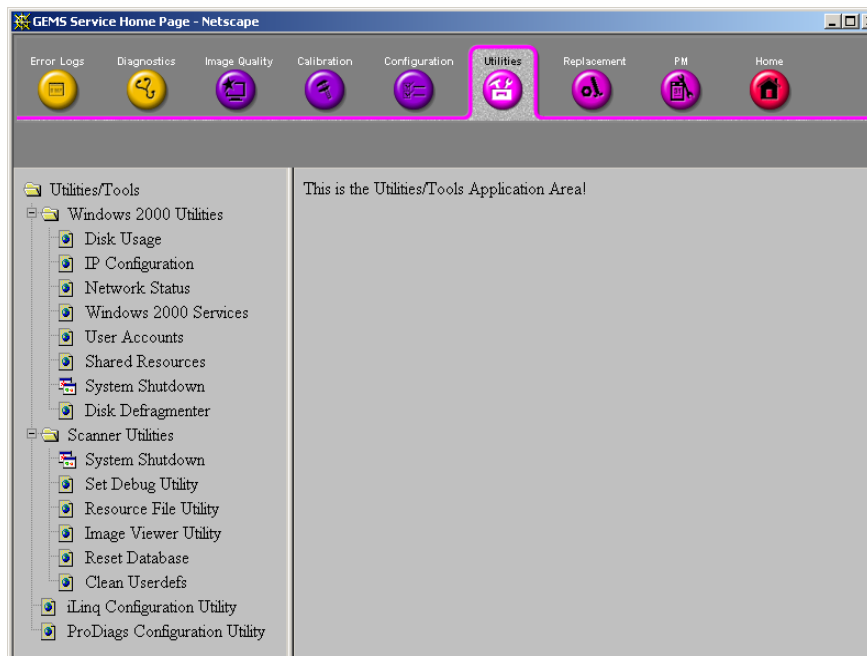 GEMS Service Home Page - Netscape
Error Logs Diagnostics Image Quality Calibration Configuration Utilities Replacement PM Home
Utilities/Tools
This is the Utilities/Tools Application Area!
Windows 2000 Utilities
Disk Usage
IP Configuration
Network Status
Windows 2000 Services
User Accounts
Shared Resources
System Shutdown
Disk Defragmenter
Scanner Utilities
System Shutdown
Set Debug Utility
Resource File Utility
Image Viewer Utility
Reset Database
Clean Userdefs
iLinq Configuration Utility
ProDiags Configuration Utility